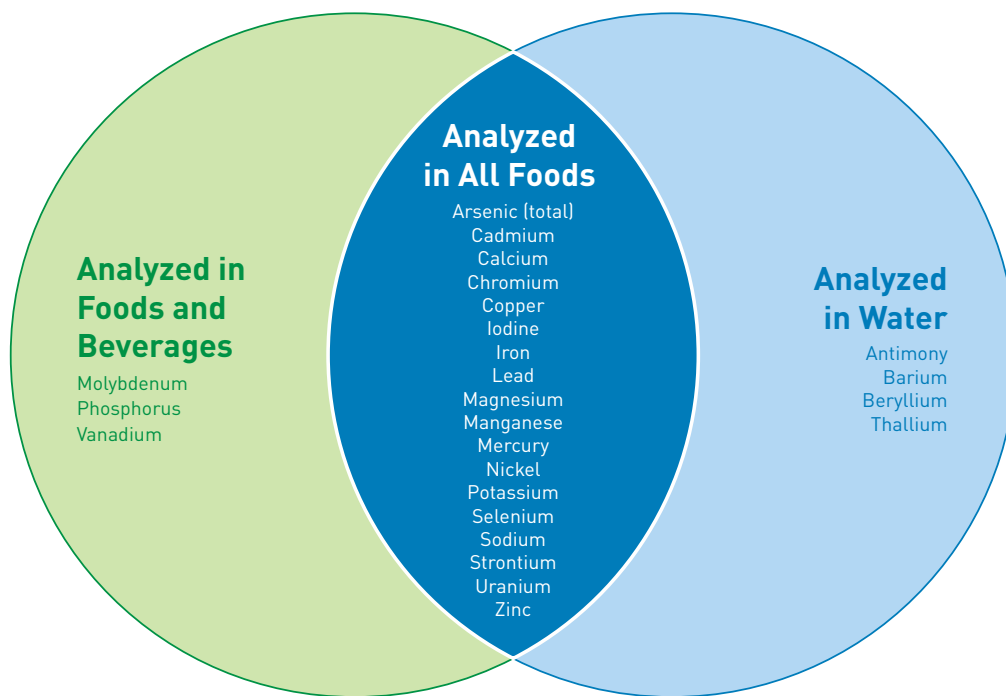 Analyzed in
Foods and
Beverages
Molybdenum
Phosphorus
Vanadium
Analyzed
in All Foods
Arsenic (total)
Cadmium
Calcium
Chromium
Copper
Iodine
Iron
Lead
Magnesium
Manganese
Mercury
Nickel
Potassium
Selenium
Sodium
Strontium
Uranium
Zinc
Analyzed
in Water
Antimony
Barium
Beryllium
Thallium